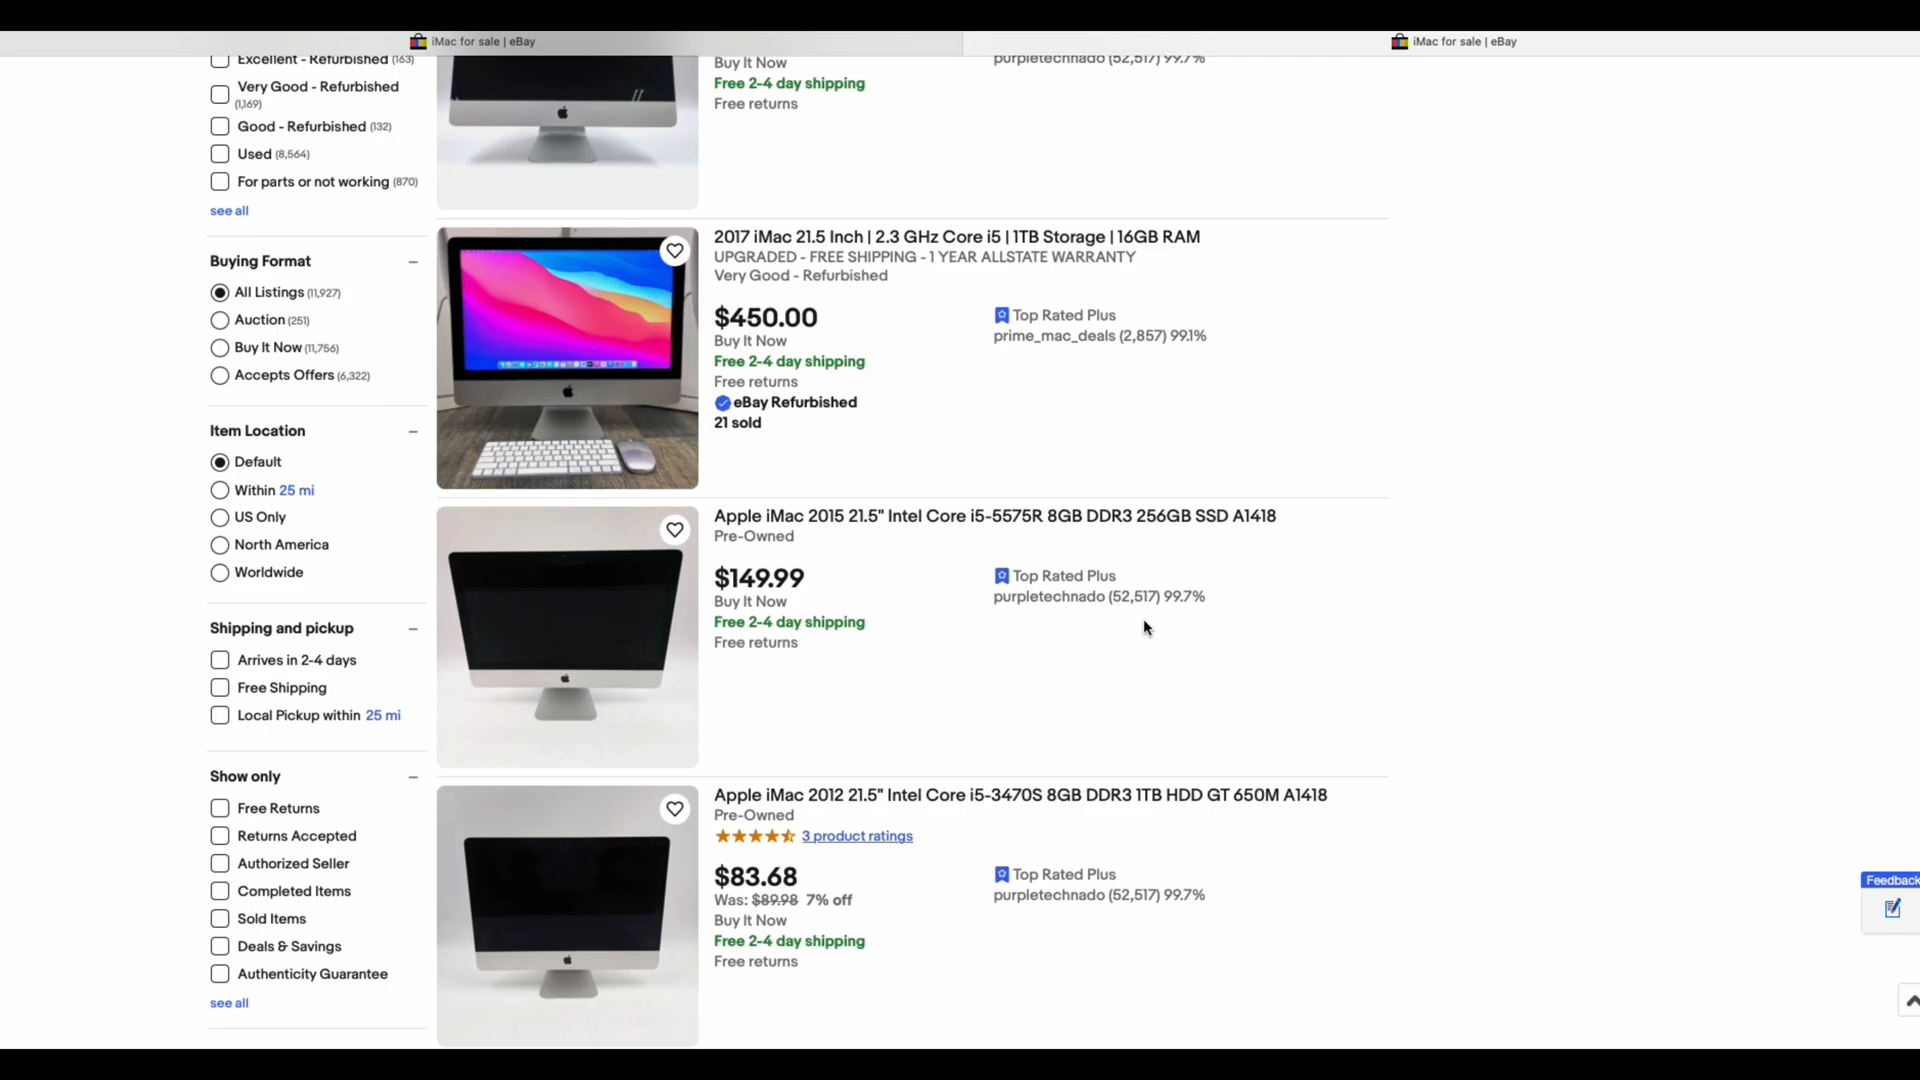 iMac for sale | eBay
iMac for sale | eBay
Excellent - Refurbished (163)
Very Good - Refurbished
(1,169)
Good - Refurbished (132)
Used (8,564)
For parts or not working (870)
see all
Buying Format
All Listings (11,927)
Auction (251)
Buy It Now (11,756)
Accepts Offers (6,322)
Item Location
Default
Within 25 mi
US Only
North America
Worldwide
Shipping and pickup
Arrives in 2-4 days
Free Shipping
Local Pickup within 25 mi
Show only
Free Returns
Returns Accepted
Authorized Seller
Completed Items
Sold Items
Deals & Savings
Authenticity Guarantee
see all
Buy It Now
Free 2-4 day shipping
Free returns
purpletechnado (52,517) 99.7%
2017 iMac 21.5 Inch | 2.3 GHz Core i5 | 1TB Storage | 16GB RAM
UPGRADED - FREE SHIPPING - 1 YEAR ALLSTATE WARRANTY
Very Good - Refurbished
$450.00
Buy It Now
Free 2-4 day shipping
Free returns
eBay Refurbished
21 sold
Top Rated Plus
prime_mac_deals (2,857) 99.1%
Apple iMac 2015 21.5" Intel Core i5-5575R 8GB DDR3 256GB SSD A1418
Pre-Owned
$149.99
Buy It Now
Free 2-4 day shipping
Free returns
Top Rated Plus
purpletechnado (52,517) 99.7%
Apple iMac 2012 21.5" Intel Core i5-3470S 8GB DDR3 1TB HDD GT 650M A1418
Pre-Owned
3 product ratings
$83.68
Was: $89.98 7% off
Buy It Now
Free 2-4 day shipping
Free returns
Top Rated Plus
purpletechnado (52,517) 99.7%
Feedback